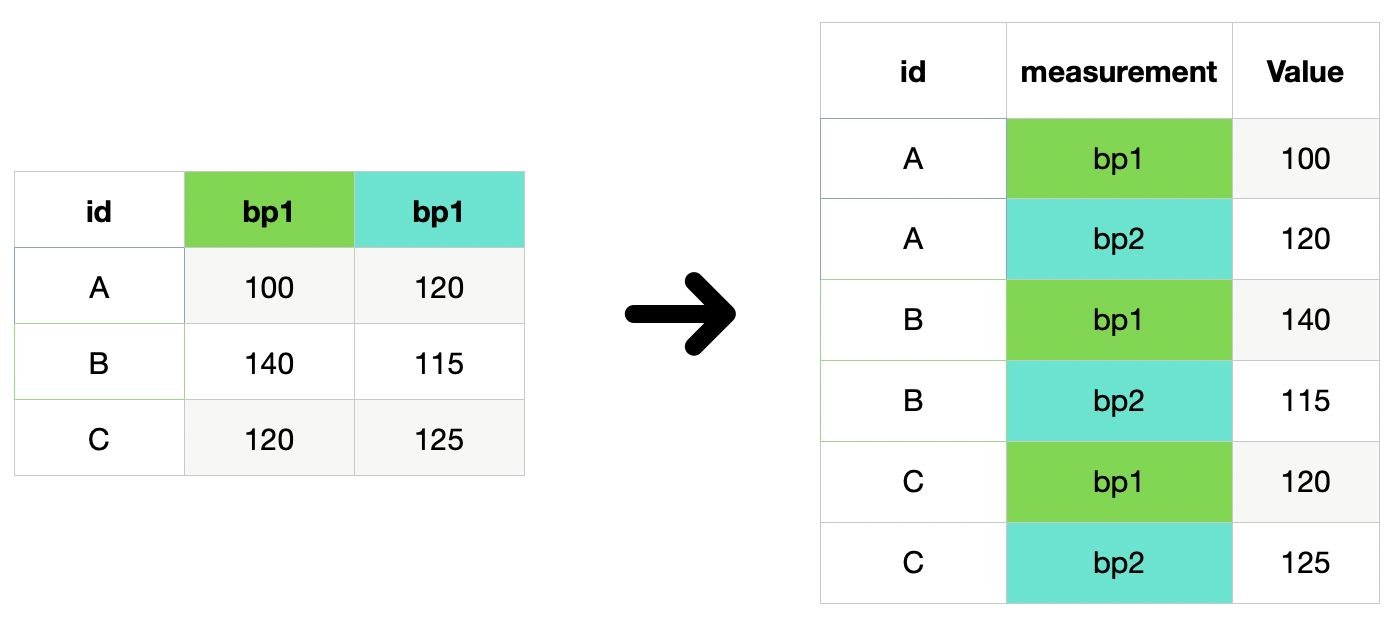 id bp1 bp1
A 100 120
B 140 115
C 120 125
id measurement Value
A bp1 100
A bp2 120
B bp1 140
B bp2 115
C bp1 120
C bp2 125